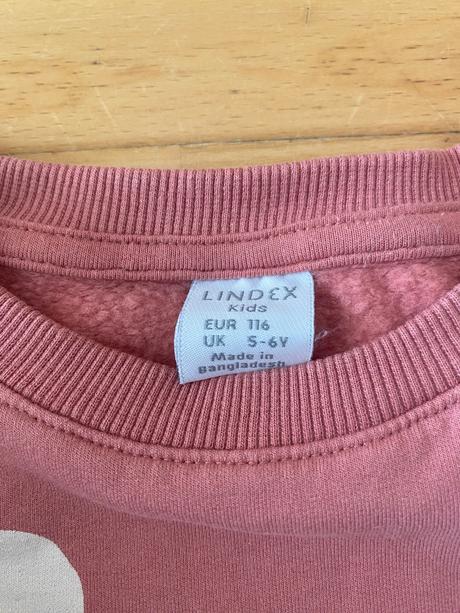 LINDEX
Kids
EUR 116
UK 5-6Y
Made in
Bangladesh